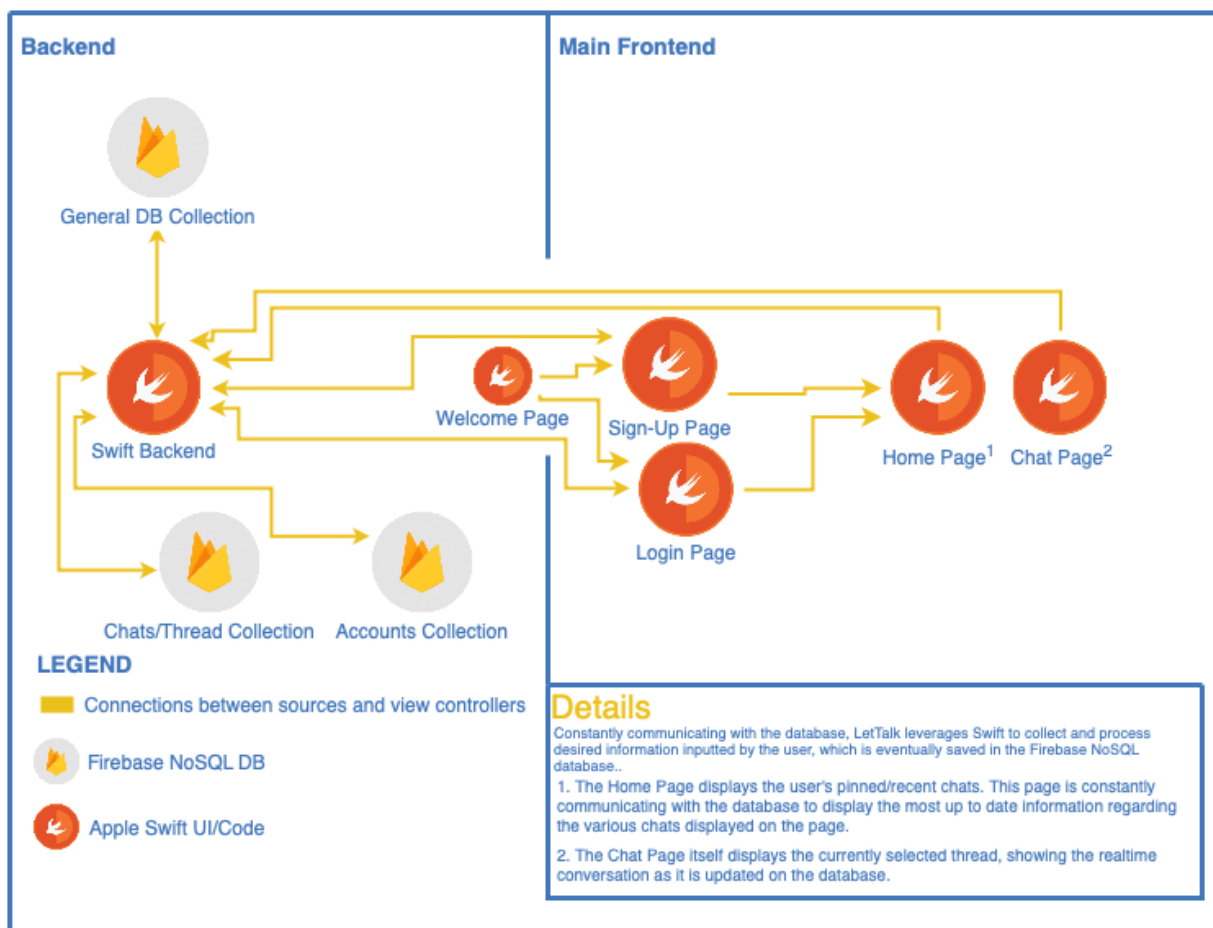 Backend
Main Frontend
General DB Collection
Swift Backend
Welcome Page
Sign-Up Page
Login Page
Home Page1
Chat Page2
Chats/Thread Collection
Accounts Collection
LEGEND
Connections between sources and view controllers
Firebase NoSQL DB
Apple Swift UI/Code
Details
Constantly communicating with the database, LetTalk leverages Swift to collect and process
desired information inputted by the user, which is eventually saved in the Firebase NoSQL
database..
1. The Home Page displays the user's pinned/recent chats. This page is constantly
communicating with the database to display the most up to date information regarding
the various chats displayed on the page.
2. The Chat Page itself displays the currently selected thread, showing the realtime
conversation as it is updated on the database.